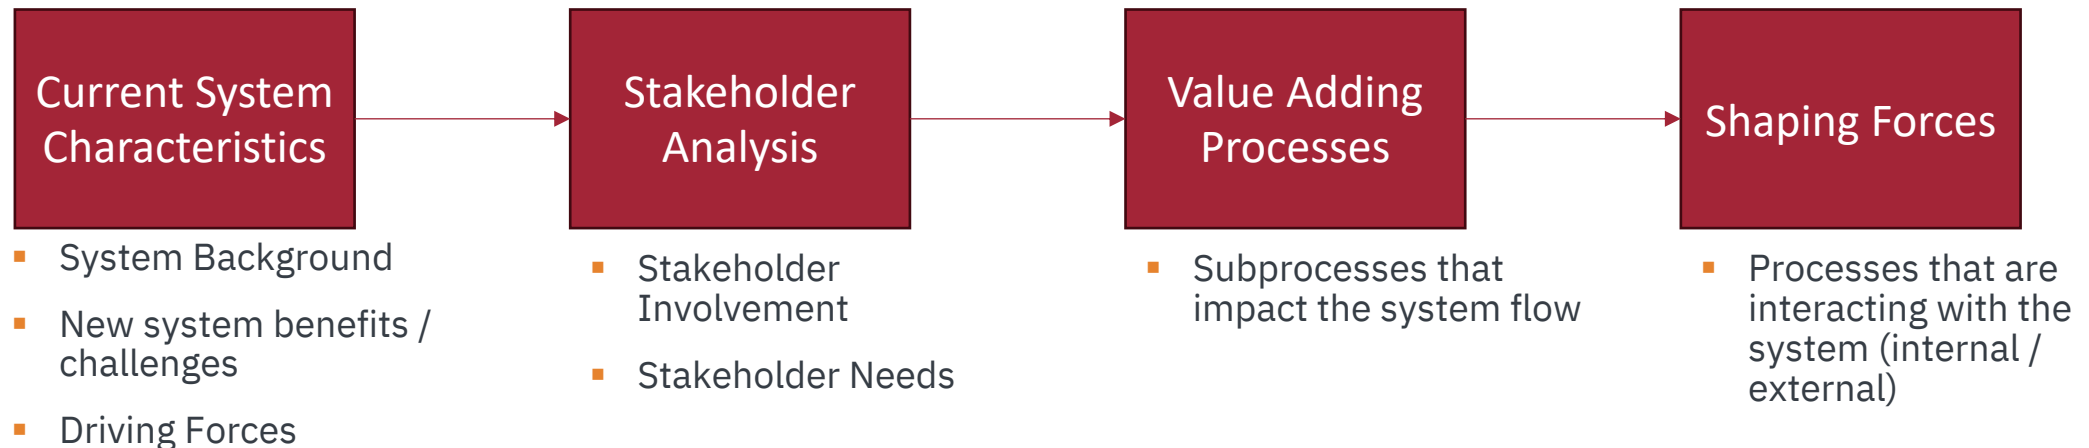 Current System
Characteristics
System Background
New system benefits /
challenges
Driving Forces
Stakeholder
Analysis
Stakeholder
Involvement
Stakeholder Needs
Value Adding
Processes
Subprocesses that
impact the system flow
Shaping Forces
Processes that are
interacting with the
system (internal /
external)